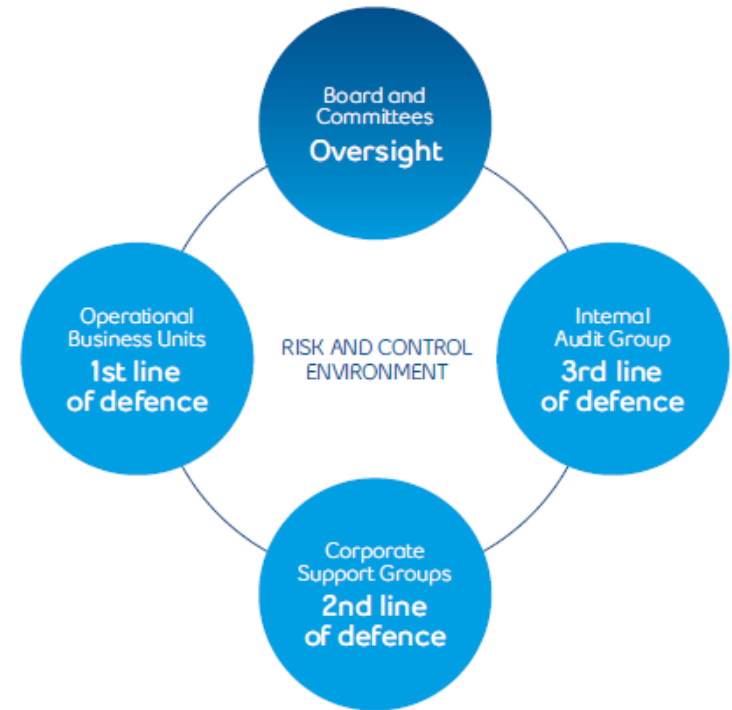 Board and
Committees
Oversight
Operational
Business Units
1st line
of defence
RISK AND CONTROL
ENVIRONMENT
Internal
Audit Group
3rd line
of defence
Corporate
Support Groups
2nd line
of defence